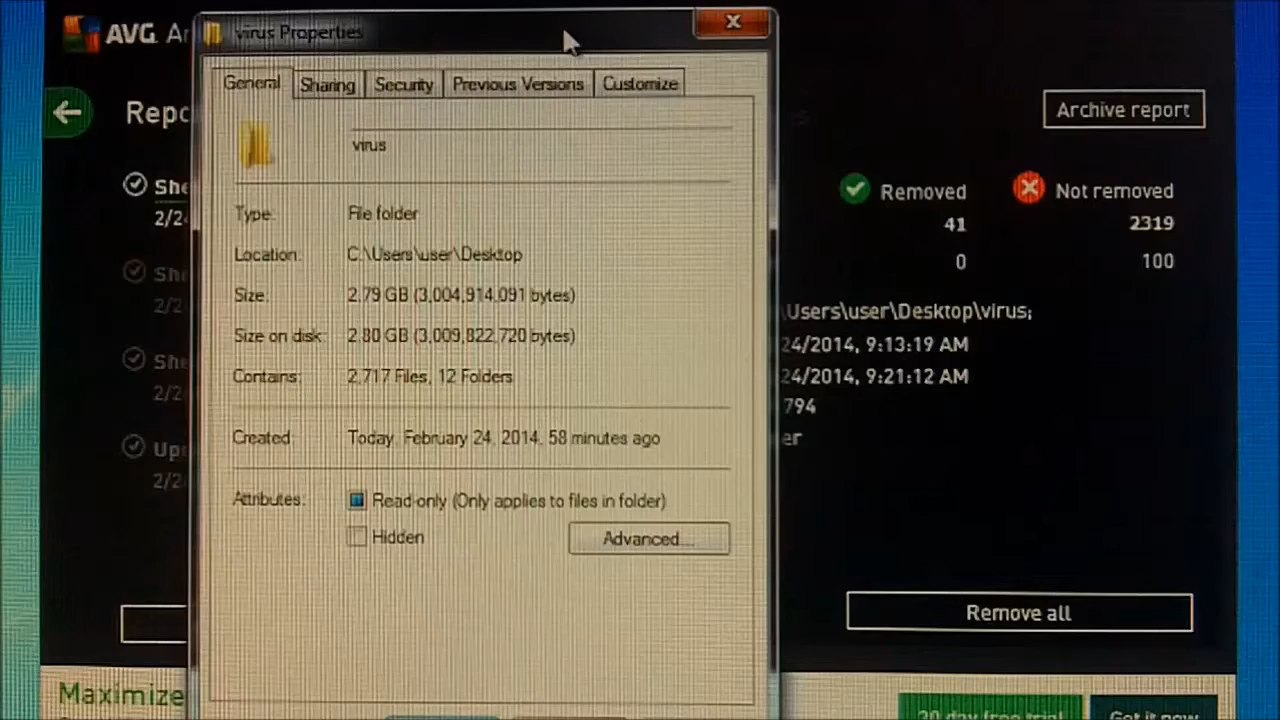 AVG.
virus Properties
General Sharing Security Previous Versions Customize
Archive report
virus
Removed Not removed
41 2319
0 100
Type: File folder
Location: C:\Users\user\Desktop
Size: 2.79 GB (3,004,914,091 bytes)
Size on disk: 2.80 GB (3,009,822,720 bytes)
Contains: 2,717 Files, 12 Folders
Created: Today, February 24, 2014, 58 minutes ago
Attributes: Read-only (Only applies to files in folder)
Hidden Advanced...
\Users\user\Desktop\virus;
24/2014, 9:13:19 AM
24/2014, 9:21:12 AM
794
Remove all
Maximize